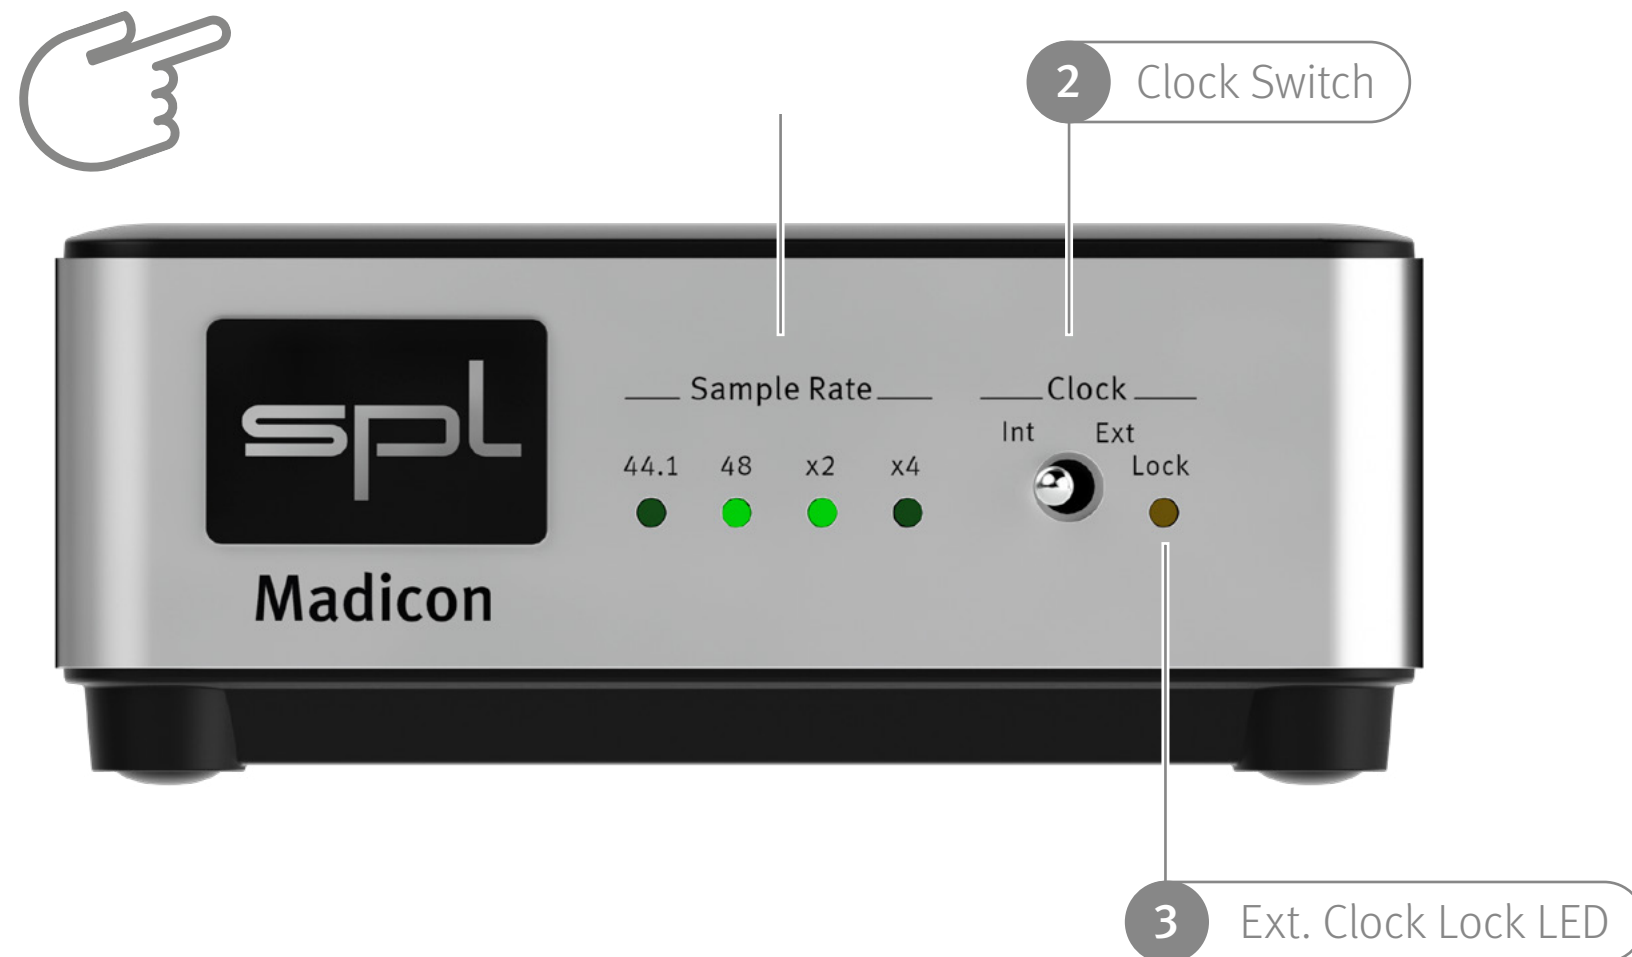 2 Clock Switch
spl
Madicon
Sample Rate
44.1 48 x2 x4
Clock
Int Ext
Lock
3 Ext. Clock Lock LED